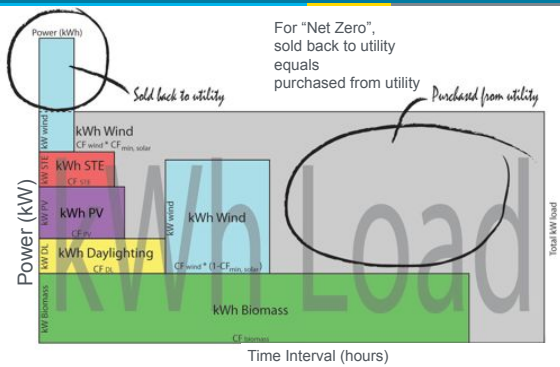 For “Net Zero”,
sold back to utility
equals
purchased from utility
Power (kWh)
Sold back to utility
Purchased from utility
kW wind
kWh Wind
CF wind * CF min, solar
kW STE
kWh STE
CF STE
kW PV
kWh PV
CF PV
kW DL
kWh Daylighting
CF DL
kW wind
kWh Wind
CF wind * (1-CF min, solar)
kWh Load
kW Biomass
kWh Biomass
CF biomass
Power (kW)
Total kW load
Time Interval (hours)